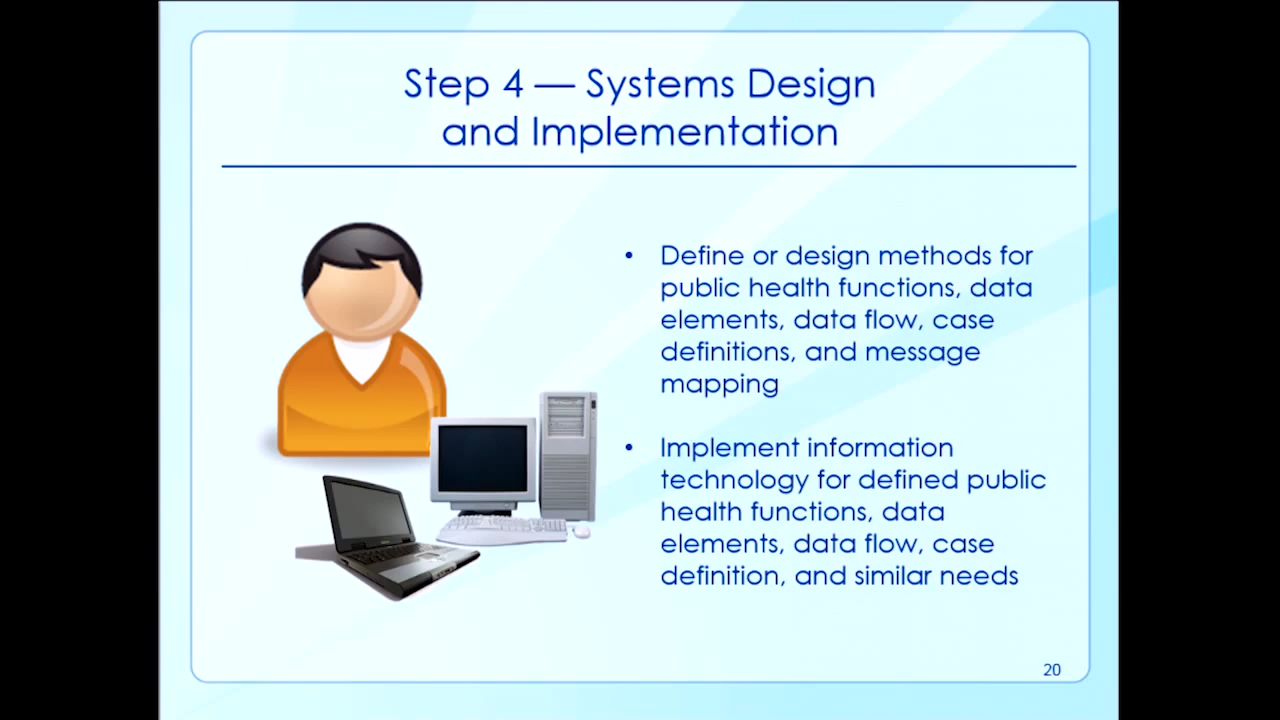 Step 4 — Systems Design
and Implementation
• Define or design methods for
public health functions, data
elements, data flow, case
definitions, and message
mapping
• Implement information
technology for defined public
health functions, data
elements, data flow, case
definition, and similar needs
20